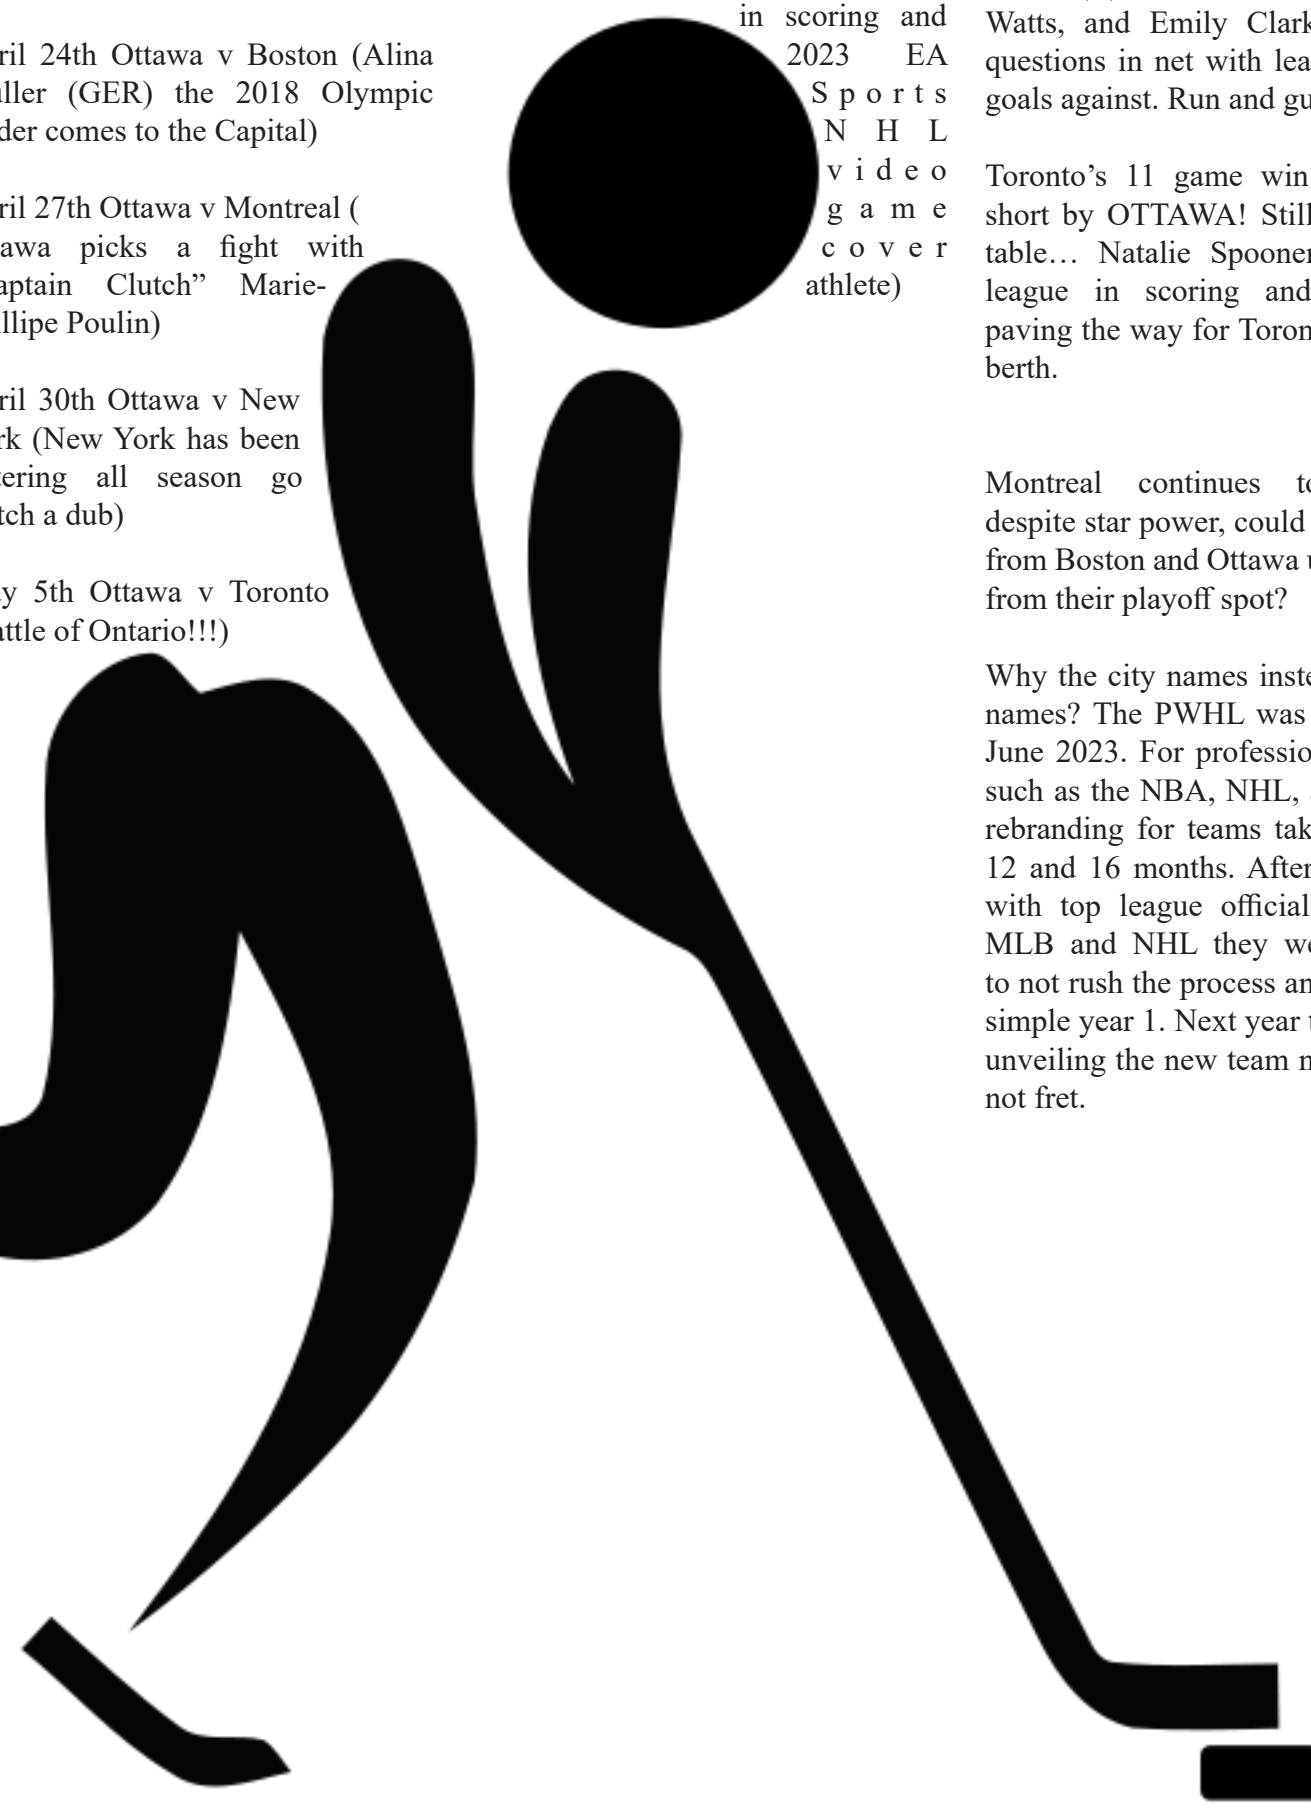 ril 24th Ottawa v Boston (Alina
ller (GER) the 2018 Olympic
der comes to the Capital)
ril 27th Ottawa v Montreal (
awa picks a fight with
aptain Clutch” Marie-
illipe Poulin)
ril 30th Ottawa v New
rk (New York has been
tering all season go
tch a dub)
y 5th Ottawa v Toronto
attle of Ontario!!!)
in scoring and
2023 EA
Sports
NHL
video
game
cover
athlete)
Watts, and Emily Clark
questions in net with lea
goals against. Run and gu
Toronto’s 11 game win
short by OTTAWA! Still
table… Natalie Spooner
league in scoring and
paving the way for Toron
berth.
Montreal continues to
despite star power, could
from Boston and Ottawa u
from their playoff spot?
Why the city names inste
names? The PWHL was
June 2023. For professio
such as the NBA, NHL,
rebranding for teams tak
12 and 16 months. After
with top league official
MLB and NHL they we
to not rush the process an
simple year 1. Next year t
unveiling the new team n
not fret.